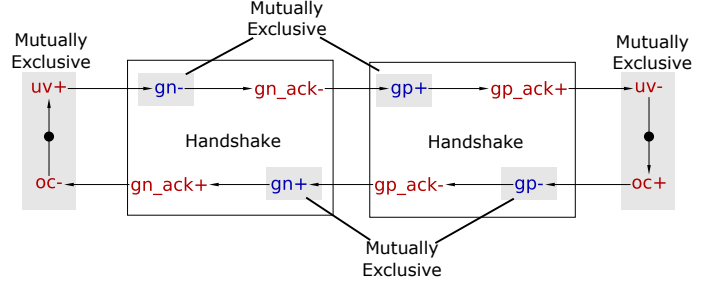 Mutually
Exclusive
Mutually
Exclusive
Mutually
Exclusive
uv+
gn-
gn_ack-
gp+
gp_ack+
uv-
Handshake
Handshake
oc-
gn_ack+
gn+
gp_ack-
gp-
oc+
Mutually
Exclusive